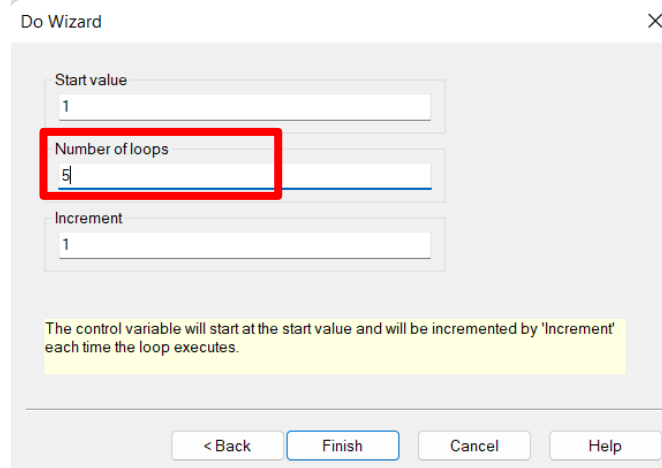 Do Wizard
Start value
1
Number of loops
5
Increment
1
The control variable will start at the start value and will be incremented by 'Increment'
each time the loop executes.
< Back Finish Cancel Help